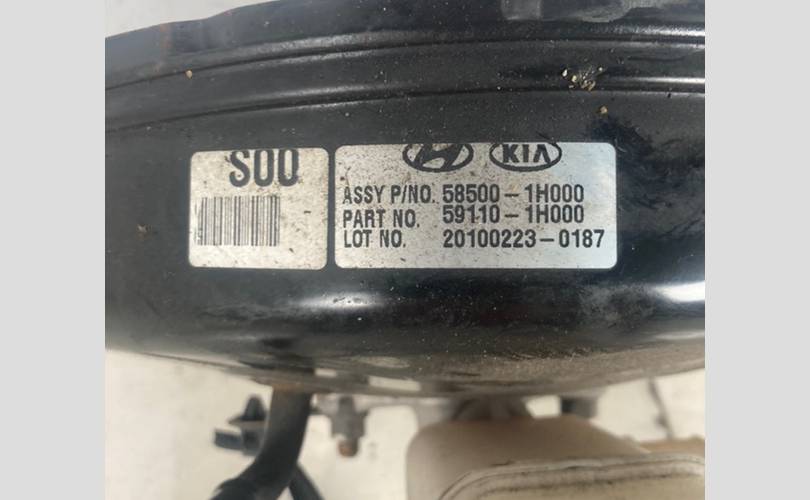 S00
KIA
ASSY P/NO. 58500-1H000
PART NO. 59110-1H000
LOT NO. 20100223-0187